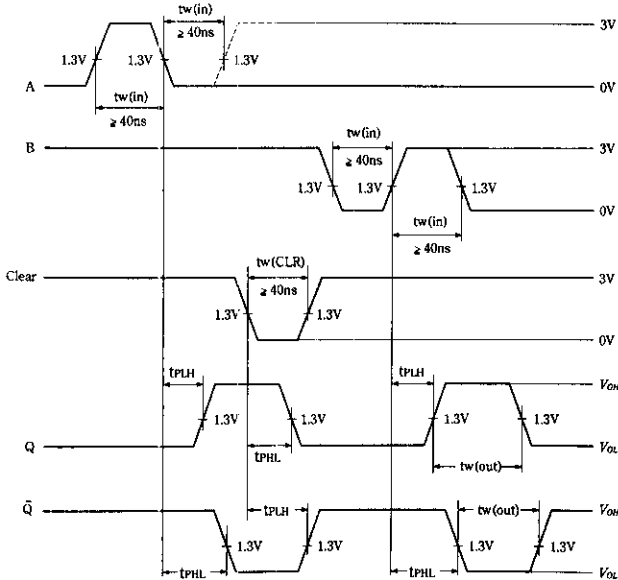 tw(in)
≧ 40ns
3V
1.3V 1.3V 1.3V
A 0V
tw(in)
≧ 40ns
B tw(in) 3V
≧ 40ns
1.3V 1.3V 1.3V
0V
tw(in)
≧ 40ns
Clear tw(CLR) 3V
≧ 40ns
1.3V 1.3V
0V
tPLH tPLH VOH
1.3V 1.3V 1.3V 1.3V
Q tPHL VOL
tw(out)
Q̄ tPLH tw(out) VOH
1.3V 1.3V 1.3V 1.3V
tPHL tPHL VOL